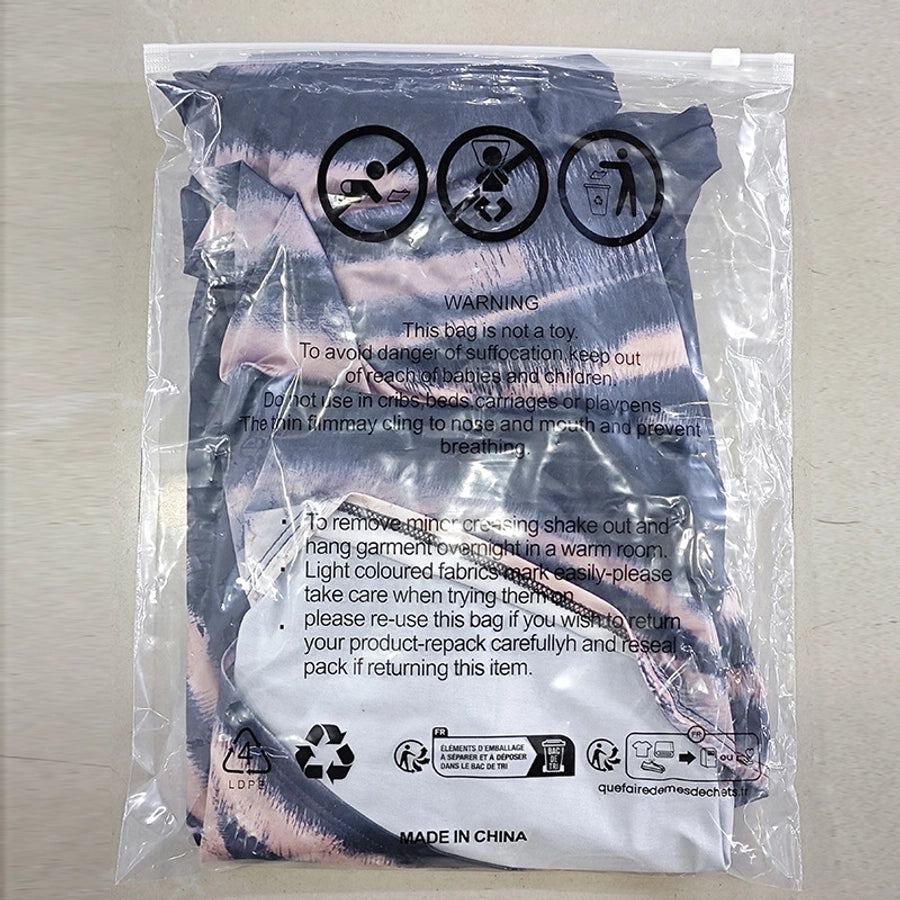 WARNING
This bag is not a toy.
To avoid danger of suffocation,keep out
of reach of babies and children.
Do not use in cribs,beds.carriages or playpens.
The thin filmmay cling to nose and mouth and prevent
breathing.
· To remove minor creasing shake out and
hang garment overnight in a warm room.
· Light coloured fabrics mark easily-please
take care when trying them on
· please re-use this bag if you wish to return
your product-repack carefullyh and reseal
pack if returning this item.
4
LDPE
FR
ÉLÉMENTS D'EMBALLAGE
À SÉPARER ET À DÉPOSER
DANS LE BAC DE TRI
BAC
DE
TRI
FR
OU
quefairedemesdechets.fr
MADE IN CHINA